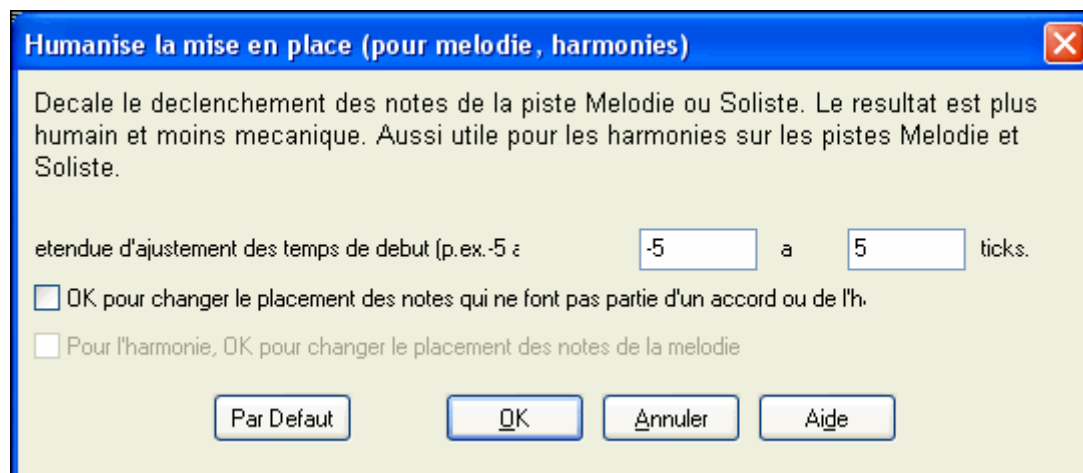 Humanise la mise en place (pour melodie, harmonies)
Decale le declenchement des notes de la piste Melodie ou Soliste. Le resultat est plus
humain et moins mecanique. Aussi utile pour les harmonies sur les pistes Melodie et
Soliste.
etendue d'ajustement des temps de debut (p.ex.-5 a -5 a 5 ticks.
OK pour changer le placement des notes qui ne font pas partie d'un accord ou de l'h
Pour l'harmonie, OK pour changer le placement des notes de la melodie
Par Defaut OK Annuler Aide